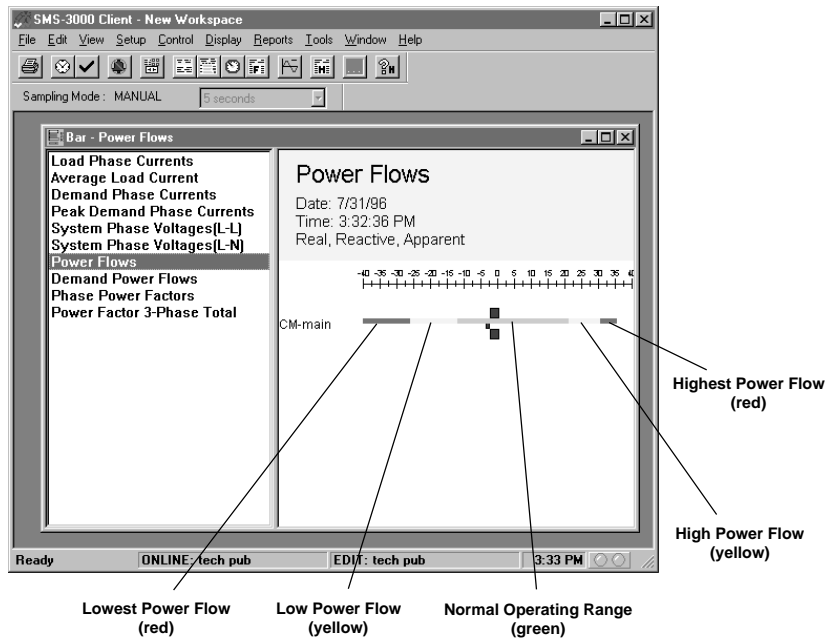 SMS-3000 Client - New Workspace
File Edit View Setup Control Display Reports Tools Window Help
Sampling Mode : MANUAL 5 seconds
Bar - Power Flows
Load Phase Currents
Average Load Current
Demand Phase Currents
Peak Demand Phase Currents
System Phase Voltages(L-L)
System Phase Voltages(L-N)
Power Flows
Demand Power Flows
Phase Power Factors
Power Factor 3-Phase Total
Power Flows
Date: 7/31/96
Time: 3:32:36 PM
Real, Reactive, Apparent
-40 -35 -30 -25 -20 -15 -10 -5 0 5 10 15 20 25 30 35
CM-main
Highest Power Flow
(red)
High Power Flow
(yellow)
Ready ONLINE: tech pub EDIT: tech pub 3:33 PM
Lowest Power Flow
(red)
Low Power Flow
(yellow)
Normal Operating Range
(green)